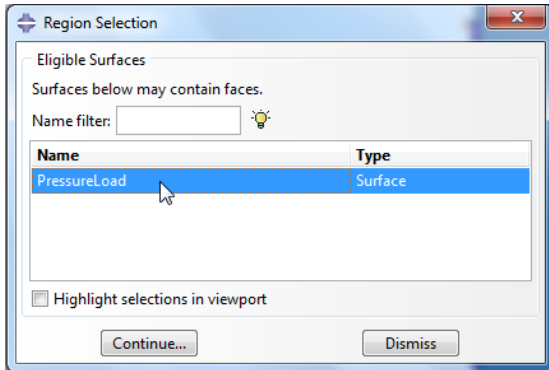 Region Selection
Eligible Surfaces
Surfaces below may contain faces.
Name filter:
Name Type
PressureLoad Surface
Highlight selections in viewport
Continue... Dismiss